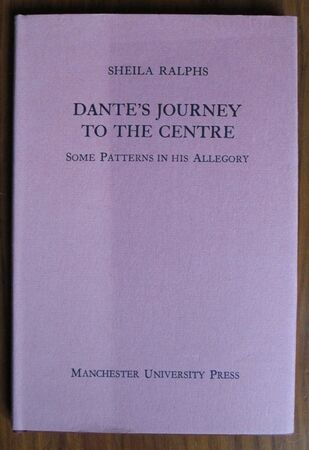 SHEILA RALPHS
DANTE'S JOURNEY
TO THE CENTRE
SOME PATTERNS IN HIS ALLEGORY
MANCHESTER UNIVERSITY PRESS